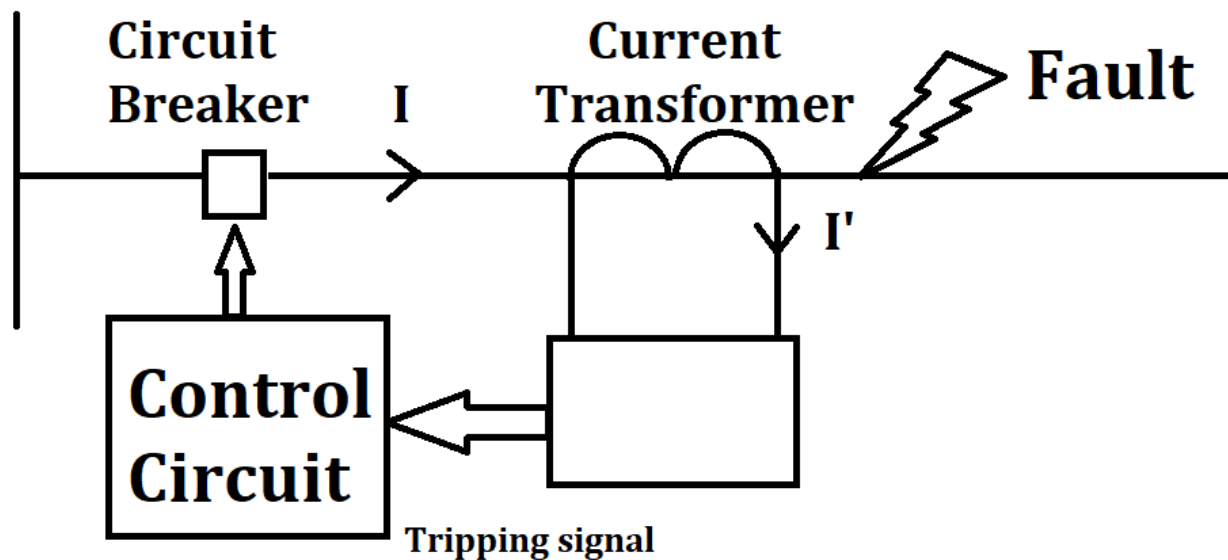 Circuit
Breaker
I
Current
Transformer
Fault
I'
Control
Circuit
Tripping signal